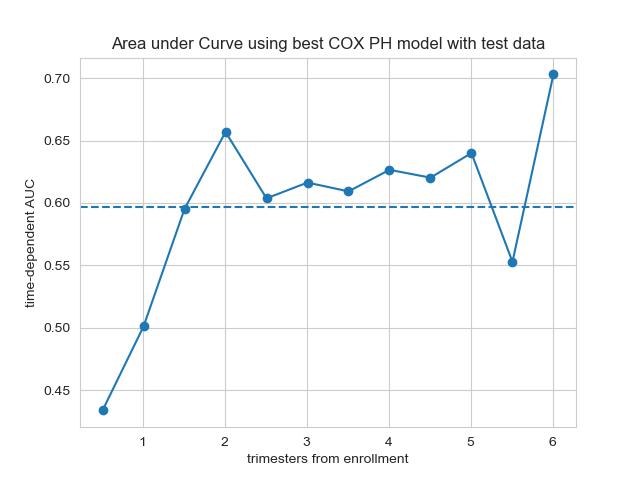 Area under Curve using best COX PH model with test data
time-dependent AUC
0.70
0.65
0.60
0.55
0.50
0.45
1 2 3 4 5 6
trimesters from enrollment